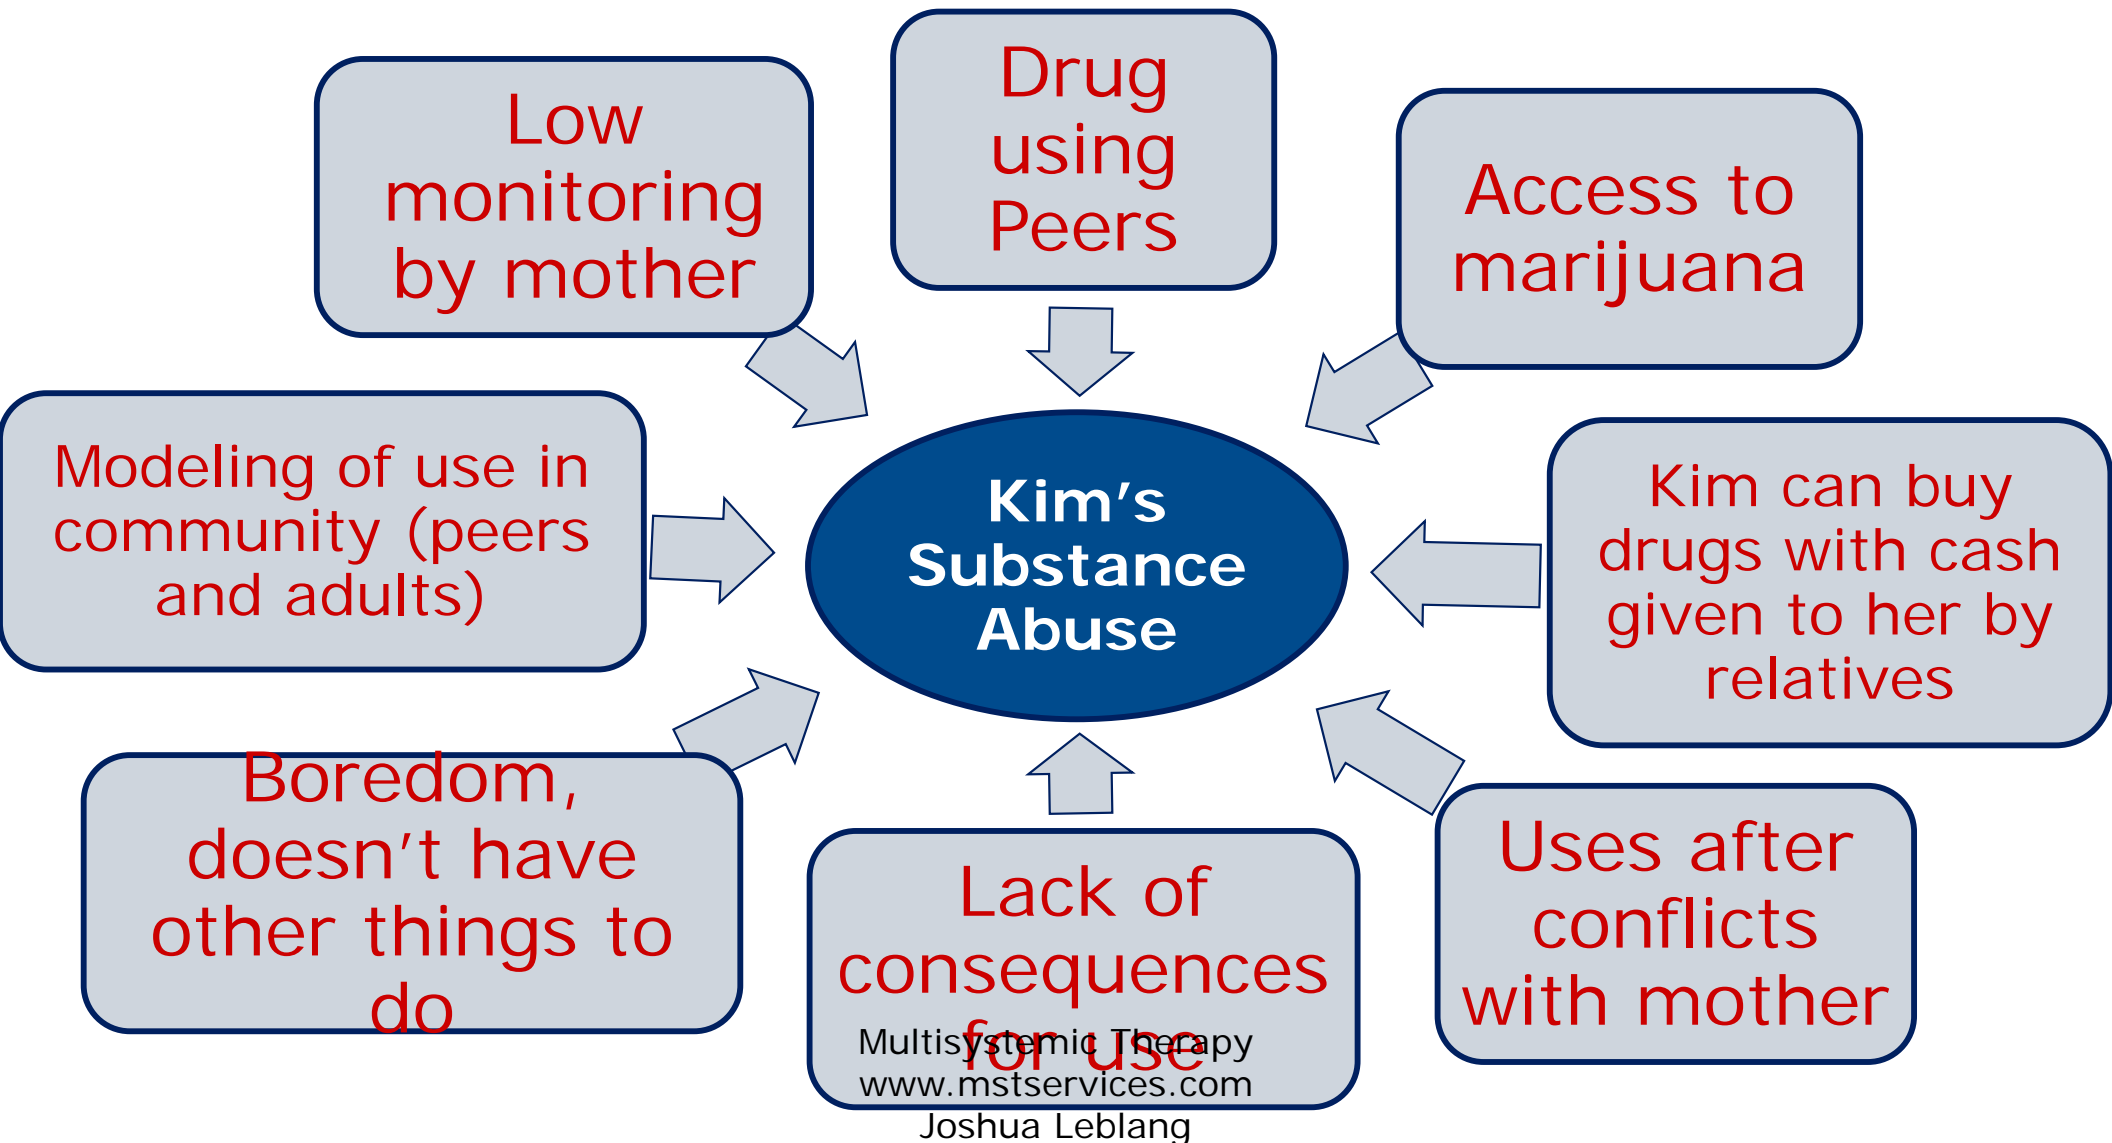 Low
monitoring
by mother
Drug
using
Peers
Access to
marijuana
Modeling of use in
community (peers
and adults)
Kim’s
Substance
Abuse
Kim can buy
drugs with cash
given to her by
relatives
Boredom,
doesn’t have
other things to
do
Lack of
consequences
for use
Uses after
conflicts
with mother
Multisystemic Therapy
www.mstservices.com
Joshua Leblang